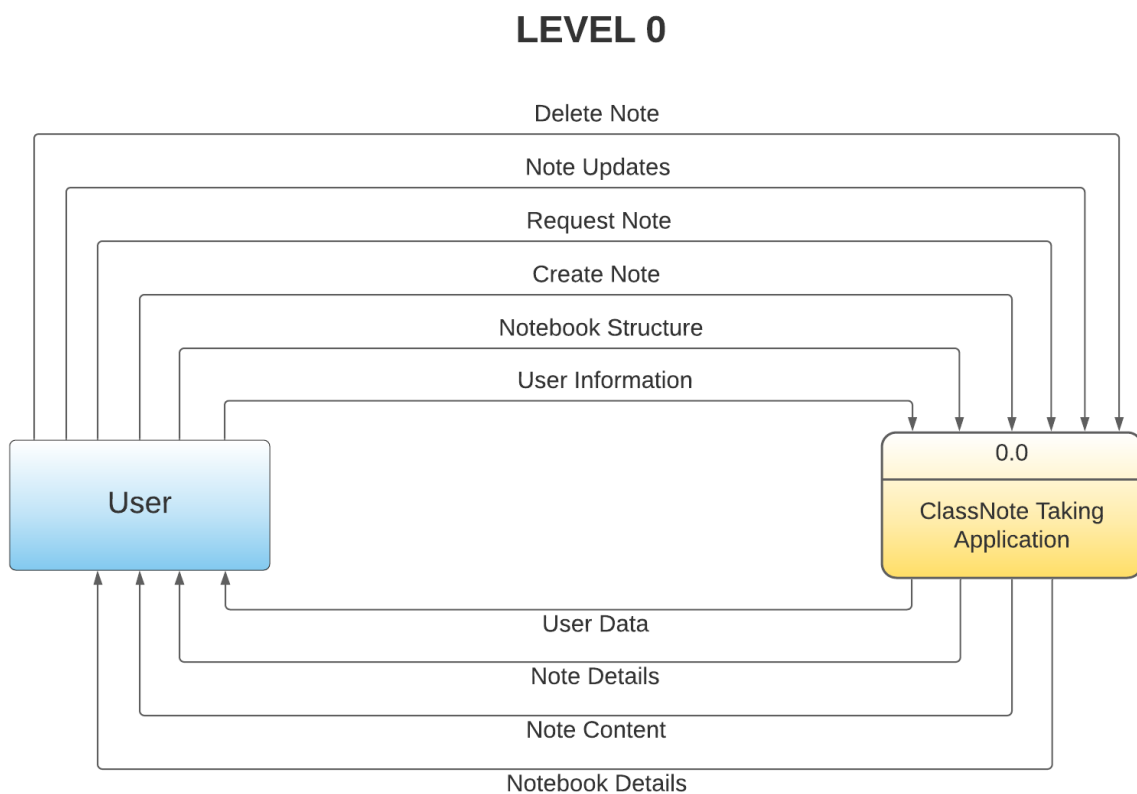 LEVEL 0
Delete Note
Note Updates
Request Note
Create Note
Notebook Structure
User Information
User
0.0
ClassNote Taking
Application
User Data
Note Details
Note Content
Notebook Details